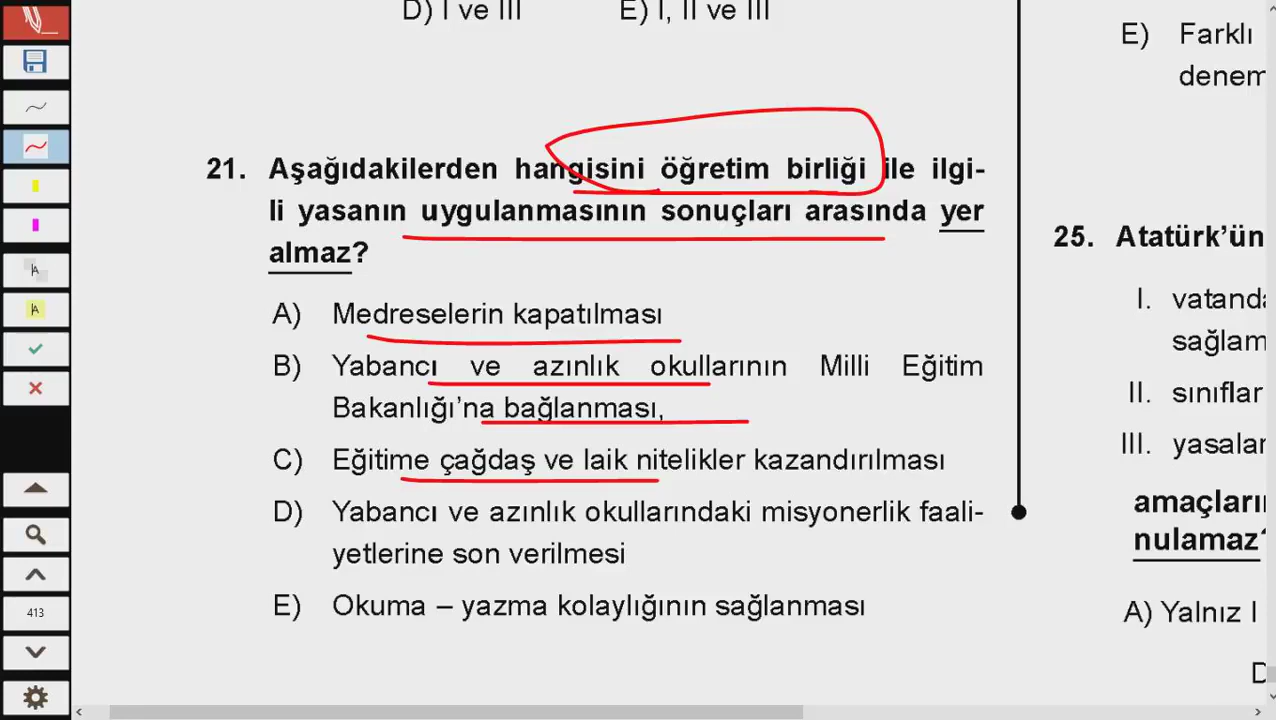 D) I ve III E) I, II ve III
21. Aşağıdakilerden hangisini öğretim birliği ile ilgi-
li yasanın uygulanmasının sonuçları arasında yer
almaz?
A) Medreselerin kapatılması
B) Yabancı ve azınlık okullarının Milli Eğitim
Bakanlığı’na bağlanması,
C) Eğitime çağdaş ve laik nitelikler kazandırılması
D) Yabancı ve azınlık okullarındaki misyonerlik faali-
yetlerine son verilmesi
E) Okuma – yazma kolaylığının sağlanması
E) Farklı
denem
25. Atatürk’ün
I. vatanda
sağlam
II. sınıflar
III. yasalar
amaçların
nulamaz?
A) Yalnız I
D
413